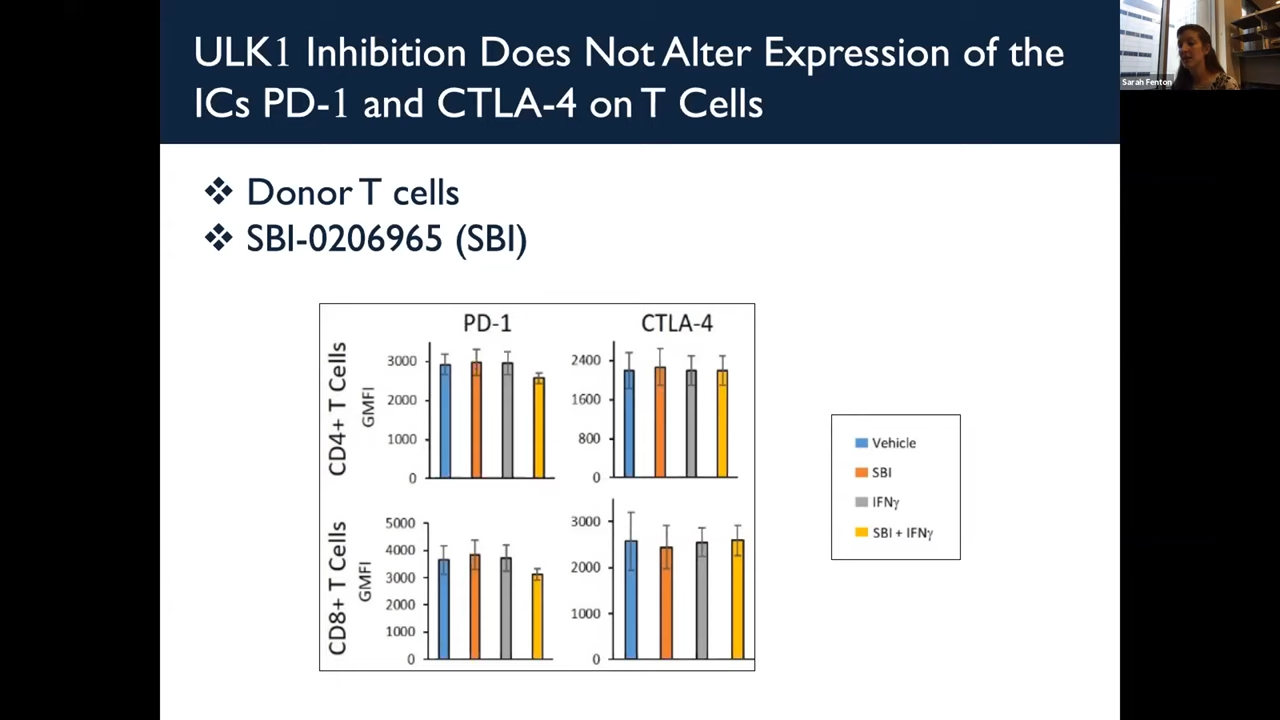 ULK1 Inhibition Does Not Alter Expression of the
ICs PD-1 and CTLA-4 on T Cells
Sarah Fenton
❖ Donor T cells
❖ SBI-0206965 (SBI)
PD-1
CTLA-4
CD4+ T Cells
GMFI
3000
2000
1000
0
2400
1600
800
0
CD8+ T Cells
GMFI
5000
4000
3000
2000
1000
0
3000
2000
1000
0
Vehicle
SBI
IFNγ
SBI + IFNγ